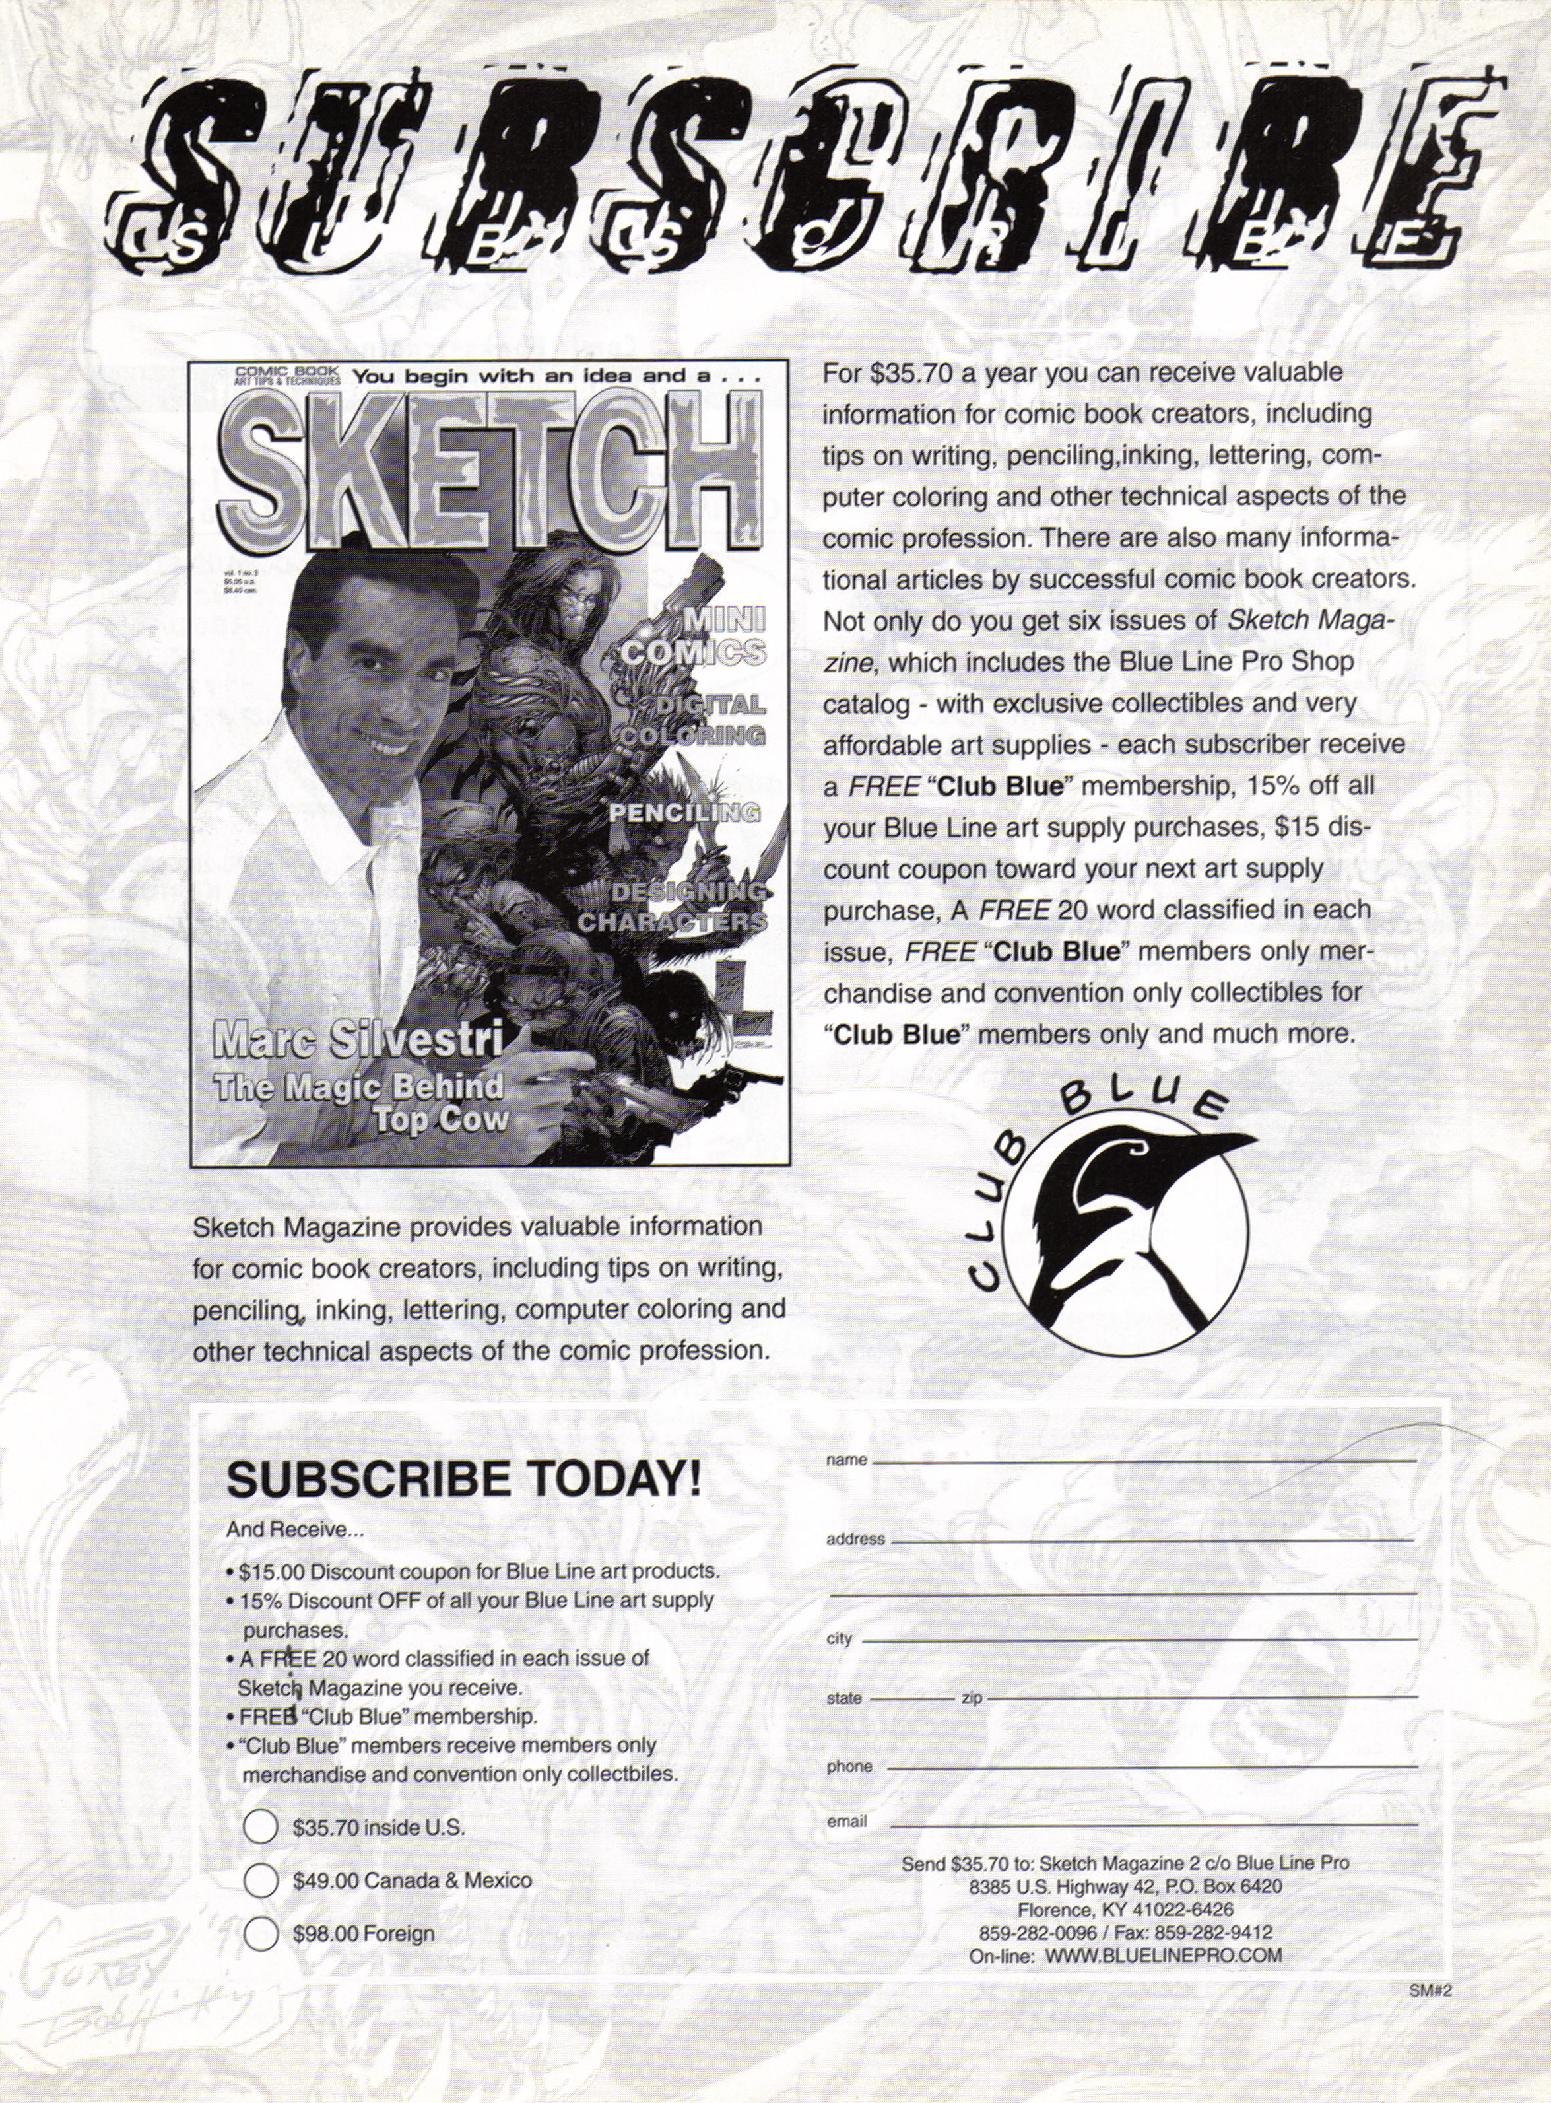 SUBSCRIBE
SUBSCRIBE
COMIC BOOK
ART TIPS & TECHNIQUES
You begin with an idea and a . . .
SKETCH
MINI
COMICS
DIGITAL
COLORING
PENCILING
DESIGNING
CHARACTERS
Marc Silvestri
The Magic Behind
Top Cow
For $35.70 a year you can receive valuable
information for comic book creators, including
tips on writing, penciling,inking, lettering, com-
puter coloring and other technical aspects of the
comic profession. There are also many informa-
tional articles by successful comic book creators.
Not only do you get six issues of Sketch Maga-
zine, which includes the Blue Line Pro Shop
catalog - with exclusive collectibles and very
affordable art supplies - each subscriber receive
a FREE “Club Blue” membership, 15% off all
your Blue Line art supply purchases, $15 dis-
count coupon toward your next art supply
purchase, A FREE 20 word classified in each
issue, FREE “Club Blue” members only mer-
chandise and convention only collectibles for
“Club Blue” members only and much more.
CLUB BLUE
Sketch Magazine provides valuable information
for comic book creators, including tips on writing,
penciling, inking, lettering, computer coloring and
other technical aspects of the comic profession.
SUBSCRIBE TODAY!
And Receive...
• $15.00 Discount coupon for Blue Line art products.
• 15% Discount OFF of all your Blue Line art supply
purchases.
• A FREE 20 word classified in each issue of
Sketch Magazine you receive.
• FREE “Club Blue” membership.
• “Club Blue” members receive members only
merchandise and convention only collectbiles.
$35.70 inside U.S.
$49.00 Canada & Mexico
$98.00 Foreign
name
address
city
state zip
phone
email
Send $35.70 to: Sketch Magazine 2 c/o Blue Line Pro
8385 U.S. Highway 42, P.O. Box 6420
Florence, KY 41022-6426
859-282-0096 / Fax: 859-282-9412
On-line: WWW.BLUELINEPRO.COM
SM#2